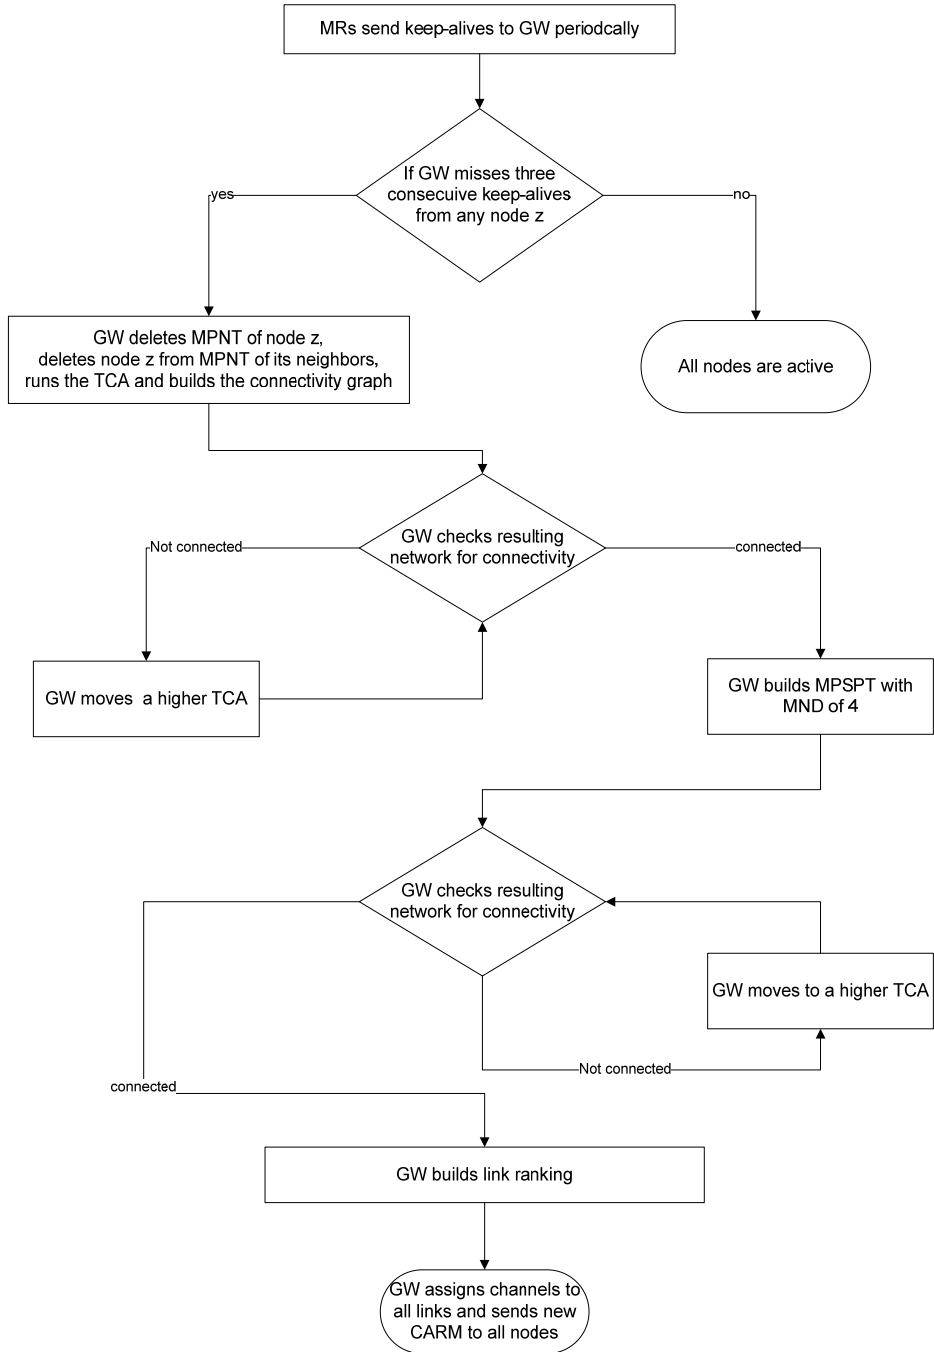 MRs send keep-alives to GW periodcally
If GW misses three
consecuive keep-alives
from any node z
yes
no
GW deletes MPNT of node z,
deletes node z from MPNT of its neighbors,
runs the TCA and builds the connectivity graph
All nodes are active
GW checks resulting
network for connectivity
Not connected
connected
GW moves a higher TCA
GW builds MPSPT with
MND of 4
GW checks resulting
network for connectivity
GW moves to a higher TCA
Not connected
connected
GW builds link ranking
GW assigns channels to
all links and sends new
CARM to all nodes